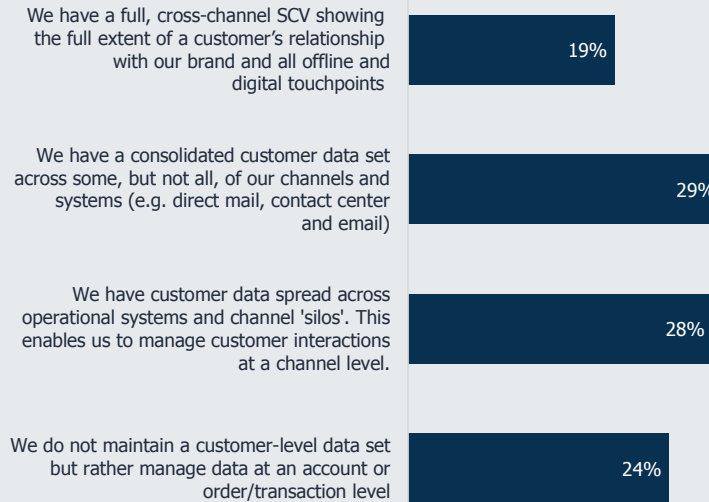 We have a full, cross-channel SCV showing
the full extent of a customer’s relationship
with our brand and all offline and
digital touchpoints
19%
We have a consolidated customer data set
across some, but not all, of our channels and
systems (e.g. direct mail, contact center
and email)
29%
We have customer data spread across
operational systems and channel 'silos'. This
enables us to manage customer interactions
at a channel level.
28%
We do not maintain a customer-level data set
but rather manage data at an account or
order/transaction level
24%